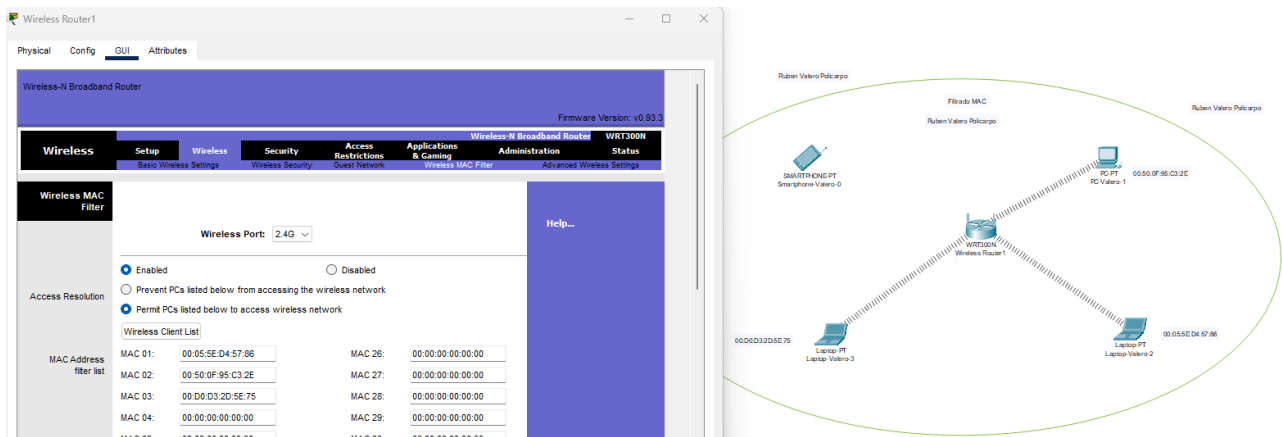 Wireless Router1
Physical Config GUI Attributes
Wireless-N Broadband Router
Firmware Version: v0.93.3
Wireless-N Broadband Router WRT300N
Wireless
Setup Wireless Security Access Restrictions Applications & Gaming Administration Status
Basic Wireless Settings Wireless Security Guest Network Wireless MAC Filter Advanced Wireless Settings
Wireless MAC Filter
Help...
Wireless Port: 2.4G
Enabled Disabled
Prevent PCs listed below from accessing the wireless network
Access Resolution
Permit PCs listed below to access wireless network
Wireless Client List
MAC Address filter list
MAC 01: 00:05:5E:D4:57:86 MAC 26: 00:00:00:00:00:00
MAC 02: 00:50:0F:95:C3:2E MAC 27: 00:00:00:00:00:00
MAC 03: 00:D0:D3:2D:5E:75 MAC 28: 00:00:00:00:00:00
MAC 04: 00:00:00:00:00:00 MAC 29: 00:00:00:00:00:00
Ruben Valero Policarpo
Filtrado MAC
Ruben Valero Policarpo
Ruben Valero Policarpo
SMARTPHONE-PT
Smartphone-Valero-0
PC-PT
PC-Valero-1
00:50:0F:95:C3:2E
WRT300N
Wireless Router1
00:D0:D3:2D:5E:75
Laptop-PT
Laptop-Valero-3
Laptop-PT
Laptop-Valero-2
00:05:5E:D4:57:86